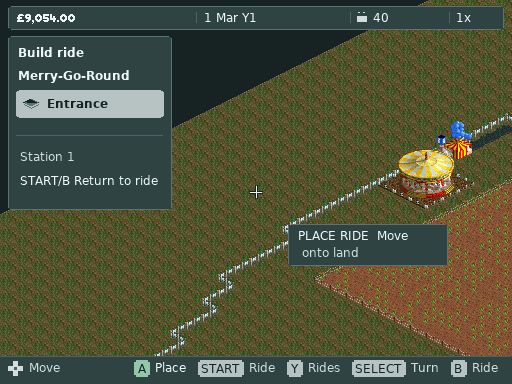 £9,054.00 1 Mar Y1 40 1x
Build ride
Merry-Go-Round
Entrance
Station 1
START/B Return to ride
PLACE RIDE Move
onto land
Move A Place START Ride Y Rides SELECT Turn B Ride